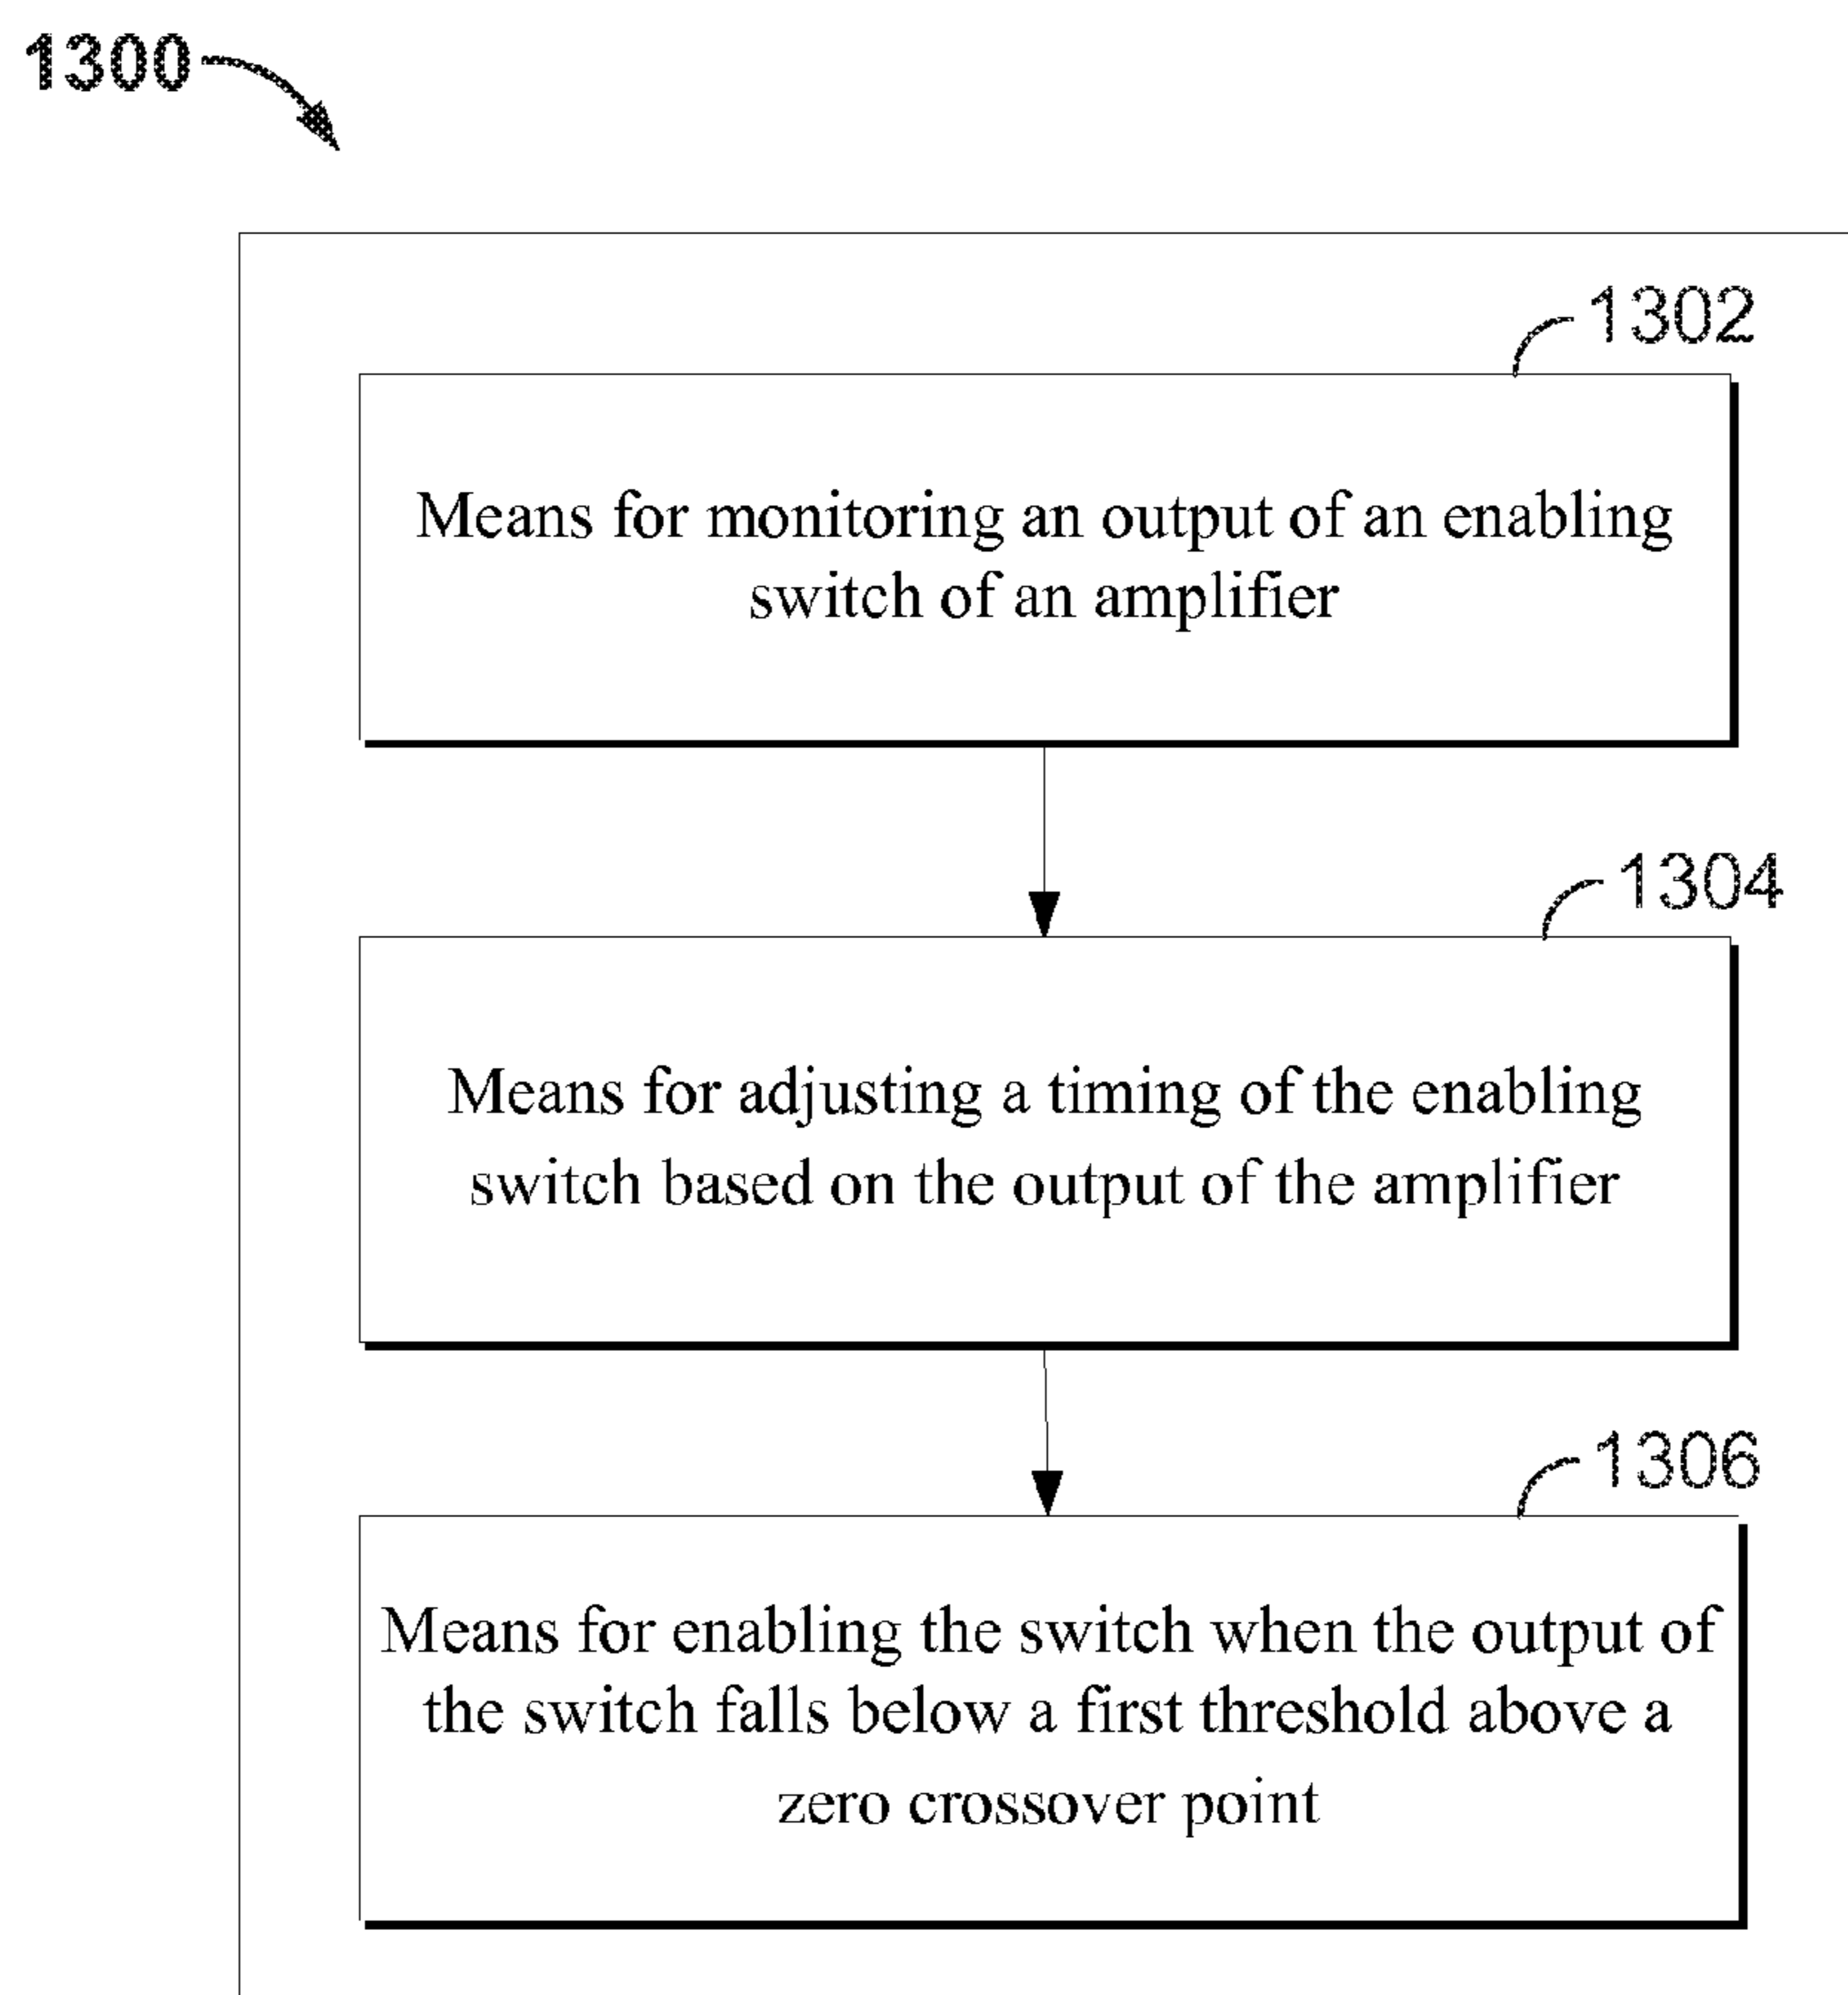 1300
1302
Means for monitoring an output of an enabling
switch of an amplifier
1304
Means for adjusting a timing of the enabling
switch based on the output of the amplifier
1306
Means for enabling the switch when the output of
the switch falls below a first threshold above a
zero crossover point